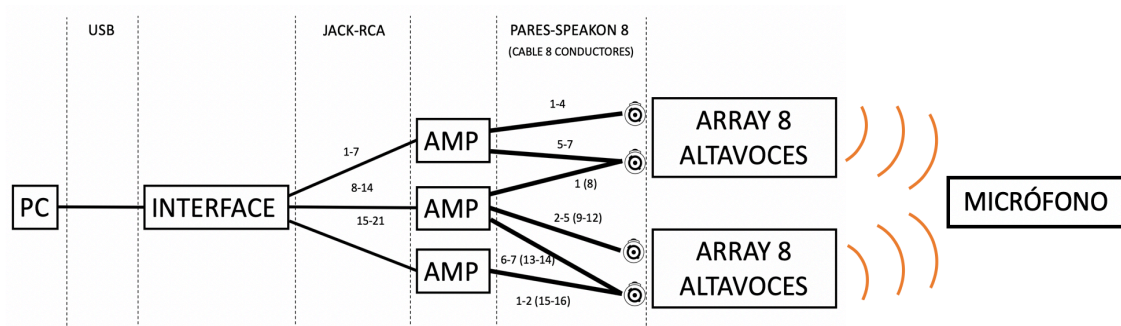 USB
JACK-RCA
PARES-SPEAKON 8
(CABLE 8 CONDUCTORES)
PC
INTERFACE
1-7
8-14
15-21
AMP
AMP
AMP
1-4
5-7
1 (8)
2-5 (9-12)
6-7 (13-14)
1-2 (15-16)
ARRAY 8
ALTAVOCES
ARRAY 8
ALTAVOCES
MICRÓFONO